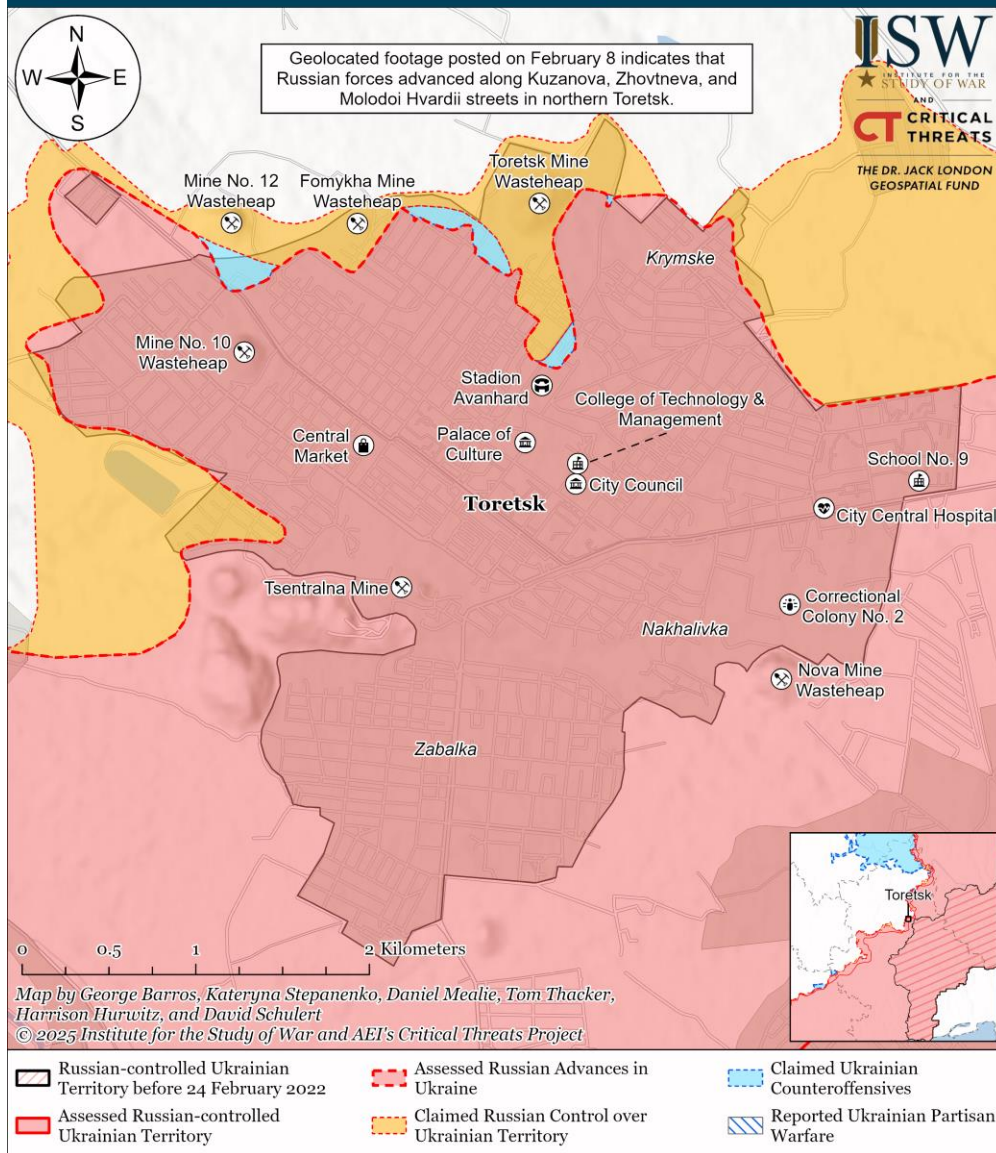 N
W
E
S
Geolocated footage posted on February 8 indicates that
Russian forces advanced along Kuzanova, Zhovtneva, and
Molodoi Hvardii streets in northern Toretsk.
ISW
INSTITUTE FOR THE
STUDY OF WAR
AND
CT CRITICAL
THREATS
THE DR. JACK LONDON
GEOSPATIAL FUND
Mine No. 12
Wasteheap
Fomykha Mine
Wasteheap
Toretsk Mine
Wasteheap
Krymske
Mine No. 10
Wasteheap
Stadion
Avanhard
College of Technology &
Management
Central
Market
Palace of
Culture
City Council
School No. 9
Toretsk
City Central Hospital
Tsentralna Mine
Correctional
Colony No. 2
Nakhalivka
Nova Mine
Wasteheap
Zabalka
Toretsk
0 0.5 1 2 Kilometers
Map by George Barros, Kateryna Stepanenko, Daniel Mealie, Tom Thacker,
Harrison Hurwitz, and David Schulert
© 2025 Institute for the Study of War and AEI's Critical Threats Project
Russian-controlled Ukrainian
Territory before 24 February 2022
Assessed Russian-controlled
Ukrainian Territory
Assessed Russian Advances in
Ukraine
Claimed Russian Control over
Ukrainian Territory
Claimed Ukrainian
Counteroffensives
Reported Ukrainian Partisan
Warfare